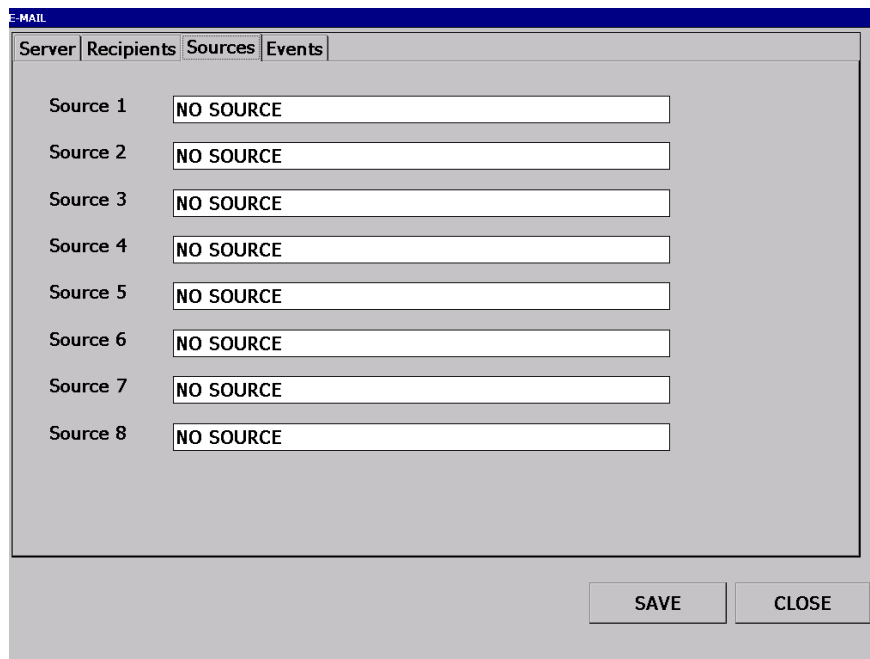 E-MAIL
Server Recipients Sources Events
Source 1 NO SOURCE
Source 2 NO SOURCE
Source 3 NO SOURCE
Source 4 NO SOURCE
Source 5 NO SOURCE
Source 6 NO SOURCE
Source 7 NO SOURCE
Source 8 NO SOURCE
SAVE CLOSE